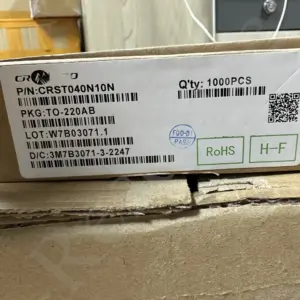 P/N:CRST040N10N
Q'ty: 1000PCS
PKG:TO-220AB
LOT:W7B03071.1
D/C:3M7B3071-3-2247
RoHS
H-F